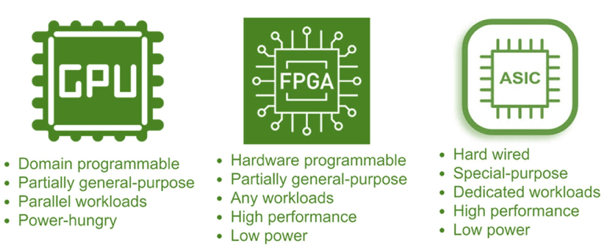 GPU
• Domain programmable
• Partially general-purpose
• Parallel workloads
• Power-hungry
FPGA
• Hardware programmable
• Partially general-purpose
• Any workloads
• High performance
• Low power
ASIC
• Hard wired
• Special-purpose
• Dedicated workloads
• High performance
• Low power